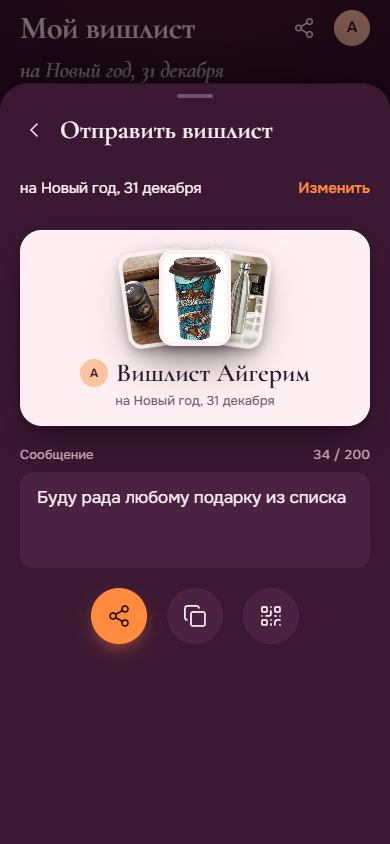 Мой вишлист
A
на Новый год, 31 декабря
Отправить вишлист
на Новый год, 31 декабря
Изменить
A Вишлист Айгерим
на Новый год, 31 декабря
Сообщение
34 / 200
Буду рада любому подарку из списка